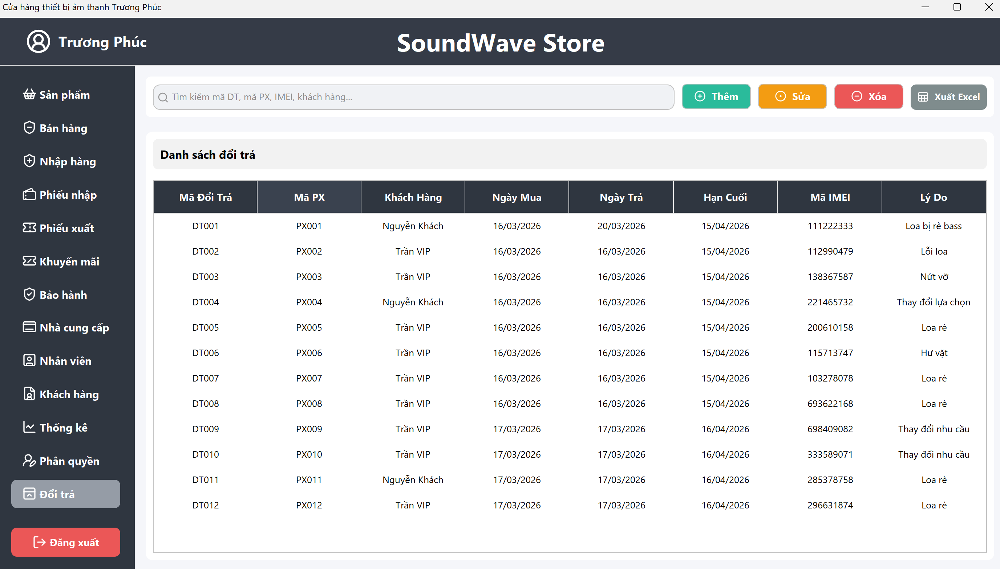 Cửa hàng thiết bị âm thanh Trương Phúc
Trương Phúc
SoundWave Store
Sản phẩm
Bán hàng
Nhập hàng
Phiếu nhập
Phiếu xuất
Khuyến mãi
Bảo hành
Nhà cung cấp
Nhân viên
Khách hàng
Thống kê
Phân quyền
Đổi trả
Đăng xuất
Tìm kiếm mã DT, mã PX, IMEI, khách hàng...
Thêm
Sửa
Xóa
Xuất Excel
Danh sách đổi trả
Mã Đổi Trả Mã PX Khách Hàng Ngày Mua Ngày Trả Hạn Cuối Mã IMEI Lý Do
DT001 PX001 Nguyễn Khách 16/03/2026 20/03/2026 15/04/2026 111222333 Loa bị rè bass
DT002 PX002 Trần VIP 16/03/2026 16/03/2026 15/04/2026 112990479 Lỗi loa
DT003 PX003 Trần VIP 16/03/2026 16/03/2026 15/04/2026 138367587 Nứt vỡ
DT004 PX004 Nguyễn Khách 16/03/2026 16/03/2026 15/04/2026 221465732 Thay đổi lựa chọn
DT005 PX005 Trần VIP 16/03/2026 16/03/2026 15/04/2026 200610158 Loa rè
DT006 PX006 Trần VIP 16/03/2026 16/03/2026 15/04/2026 115713747 Hư vặt
DT007 PX007 Trần VIP 16/03/2026 16/03/2026 15/04/2026 103278078 Loa rè
DT008 PX008 Trần VIP 16/03/2026 16/03/2026 15/04/2026 693622168 Loa rè
DT009 PX009 Trần VIP 17/03/2026 17/03/2026 16/04/2026 698409082 Thay đổi nhu cầu
DT010 PX010 Trần VIP 17/03/2026 17/03/2026 16/04/2026 333589071 Thay đổi nhu cầu
DT011 PX011 Nguyễn Khách 17/03/2026 17/03/2026 16/04/2026 285378758 Loa rè
DT012 PX012 Trần VIP 17/03/2026 17/03/2026 16/04/2026 296631874 Loa rè